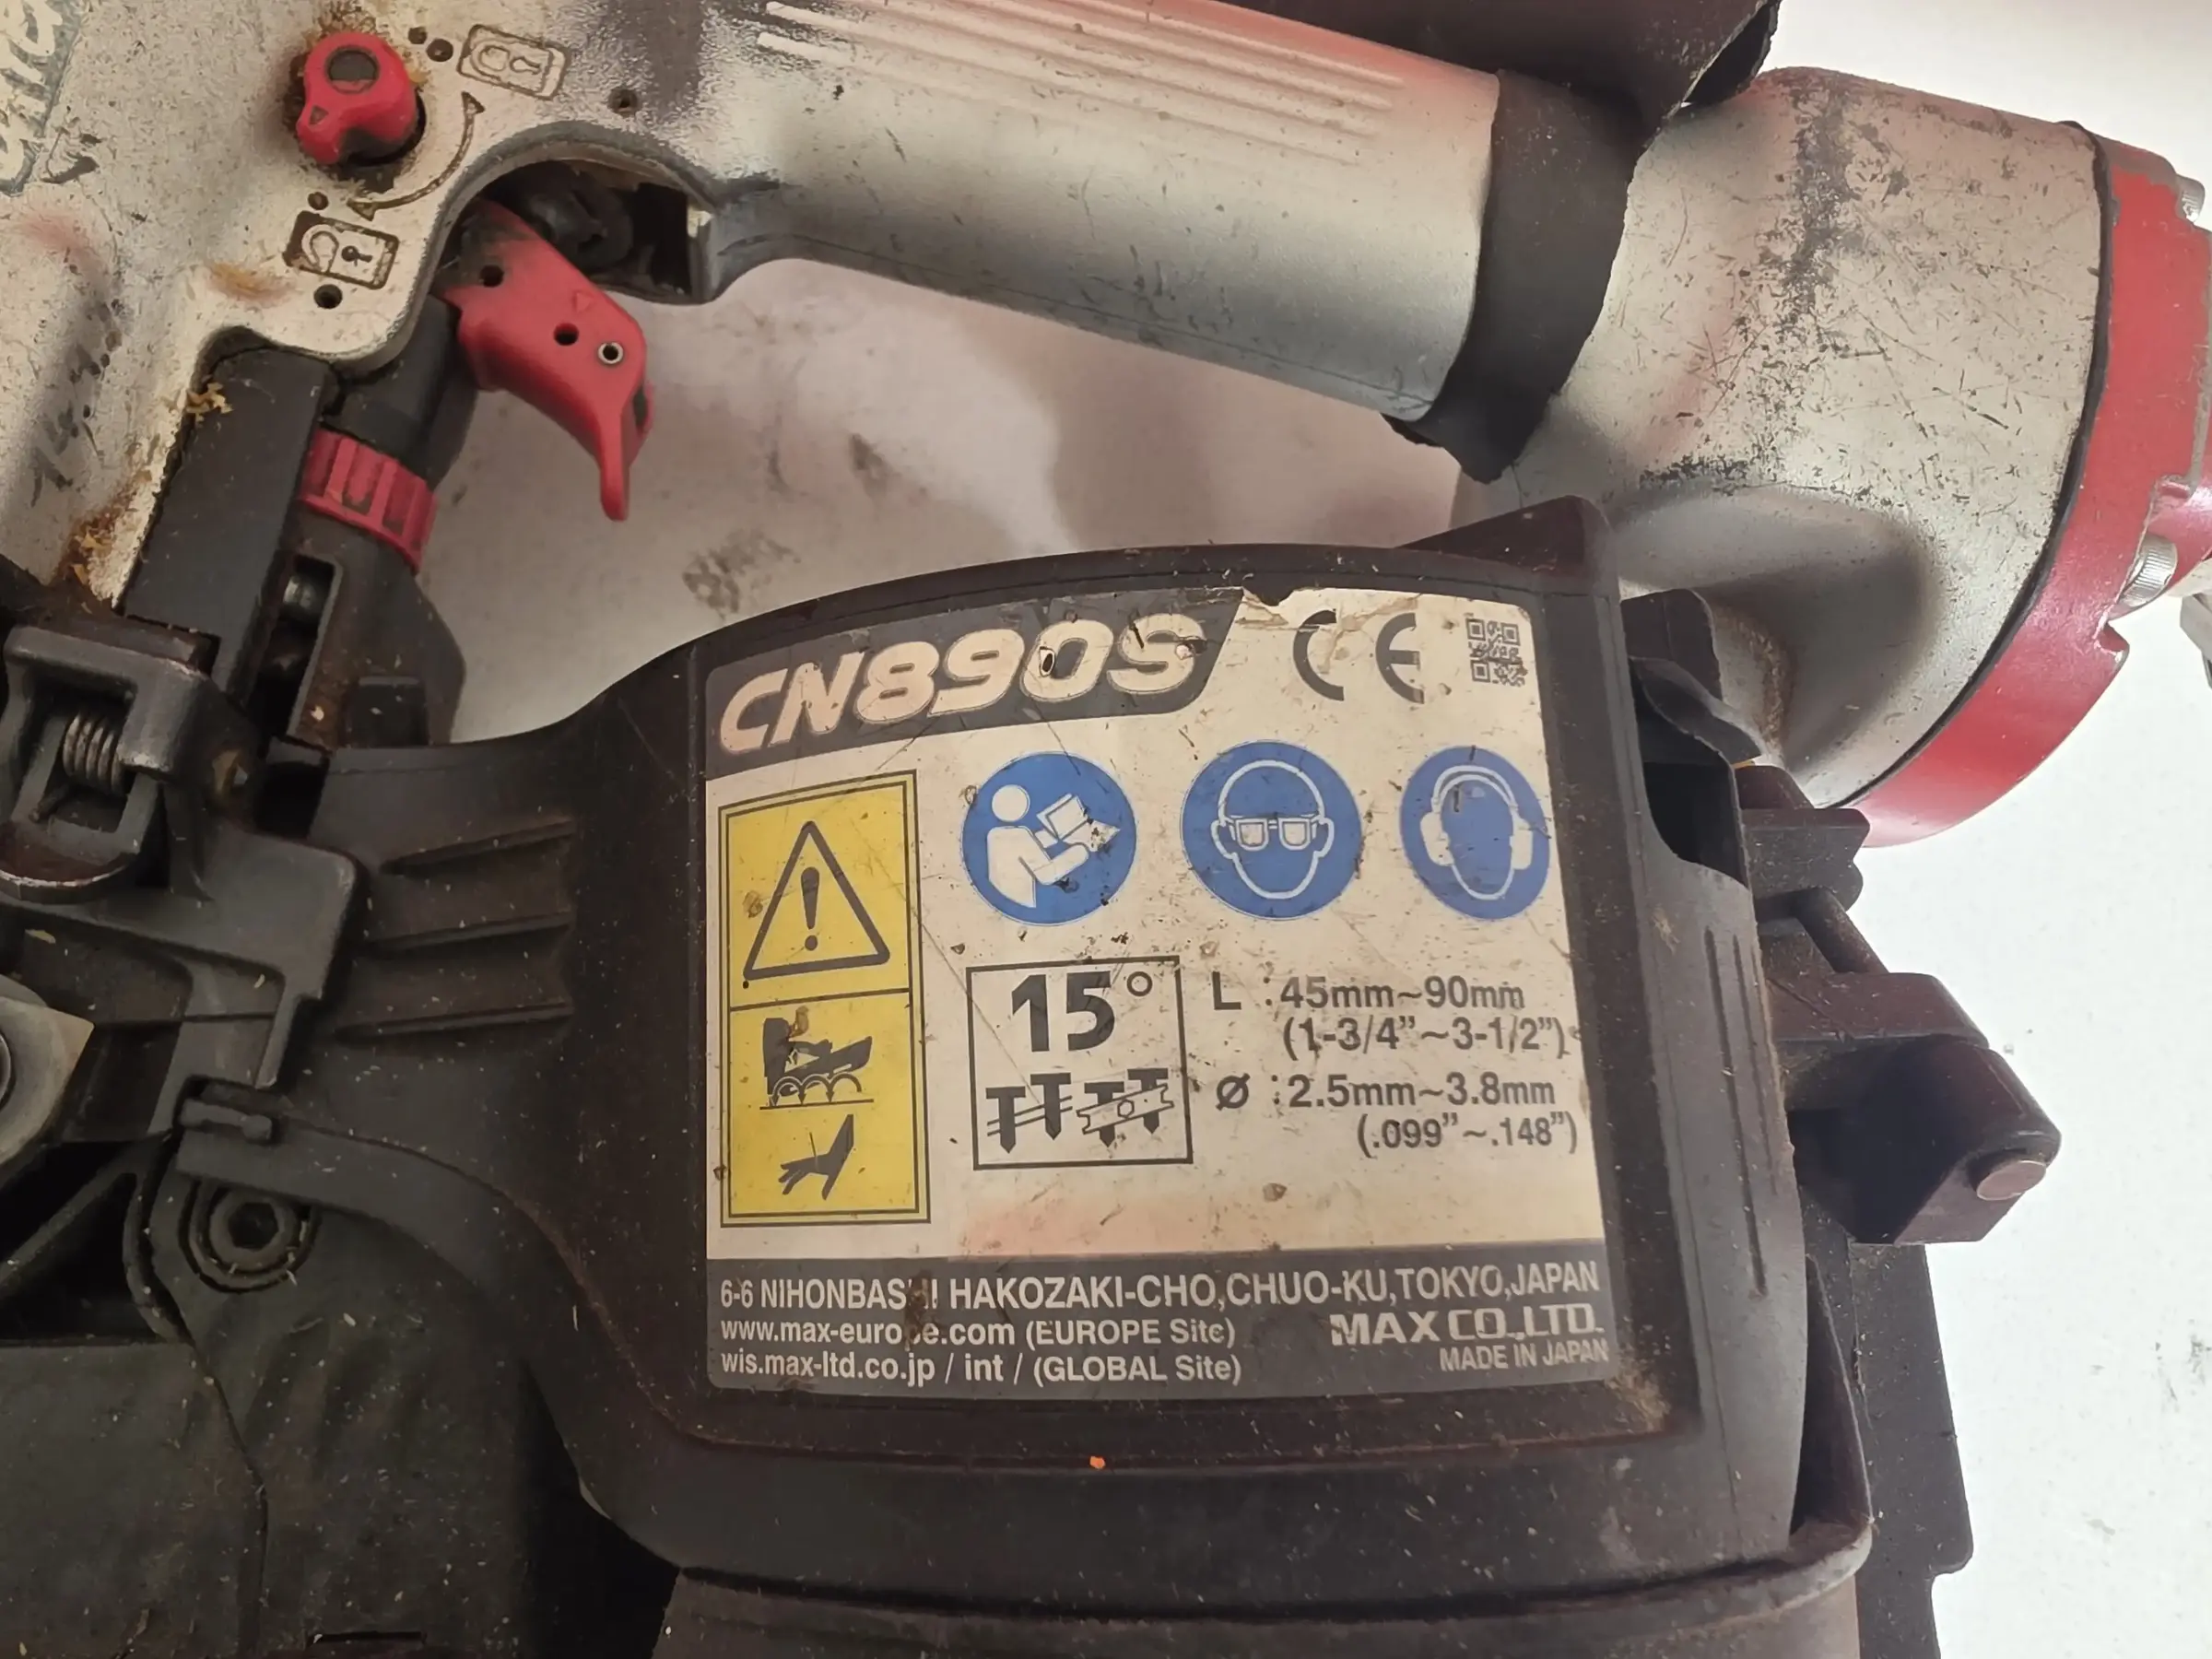 CN890S
CE
15°
L : 45mm~90mm
(1-3/4”~3-1/2”)
Ø : 2.5mm~3.8mm
(.099”~.148”)
6-6 NIHONBASHI HAKOZAKI-CHO,CHUO-KU,TOKYO,JAPAN
www.max-europe.com (EUROPE Site)
MAX CO.,LTD.
wis.max-ltd.co.jp / int / (GLOBAL Site)
MADE IN JAPAN